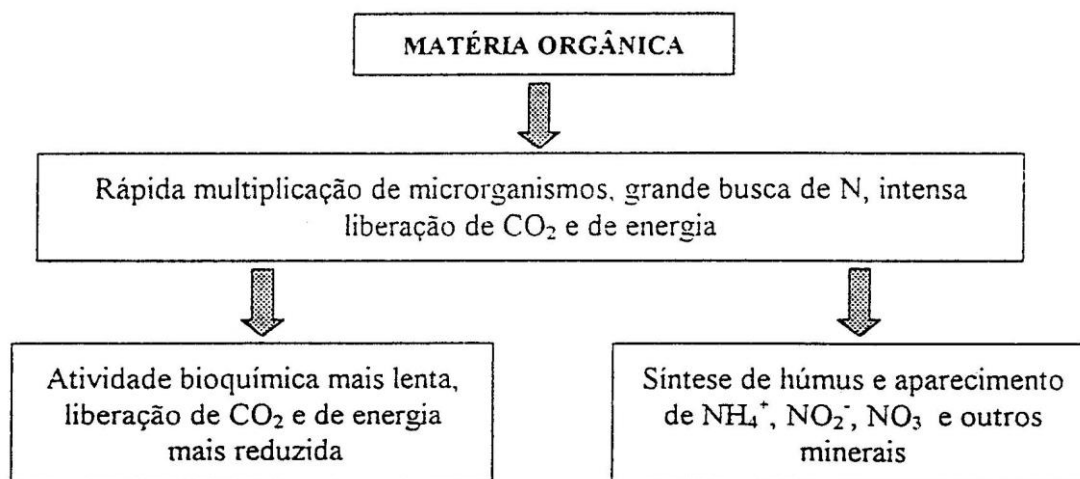 MATÉRIA ORGÂNICA
Rápida multiplicação de microrganismos, grande busca de N, intensa
liberação de CO₂ e de energia
Atividade bioquímica mais lenta,
liberação de CO₂ e de energia
mais reduzida
Síntese de húmus e aparecimento
de NH₄⁺, NO₂⁻, NO₃ e outros
minerais